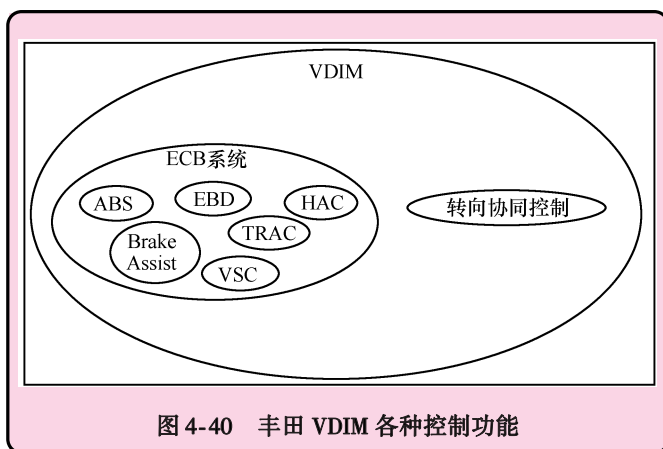 VDIM
ECB系统
ABS
EBD
HAC
Brake
Assist
TRAC
VSC
转向协同控制
图 4-40 丰田 VDIM 各种控制功能